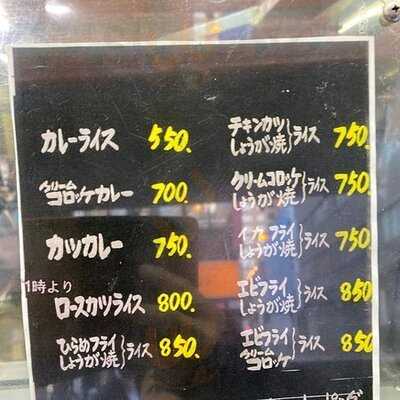 カレーライス 550.
クリーム
コロッケカレー 700.
カツカレー 750.
1時より
ロースカツライス 800.
ひらめフライ
しょうが焼 }ライス 850.
チキンカツ
しょうが焼 }ライス 750.
クリームコロッケ
しょうが焼 }ライス 750.
イカフライ
しょうが焼 }ライス 750.
エビフライ
しょうが焼 }ライス 850
エビフライ
クリーム
コロッケ }ライス 850